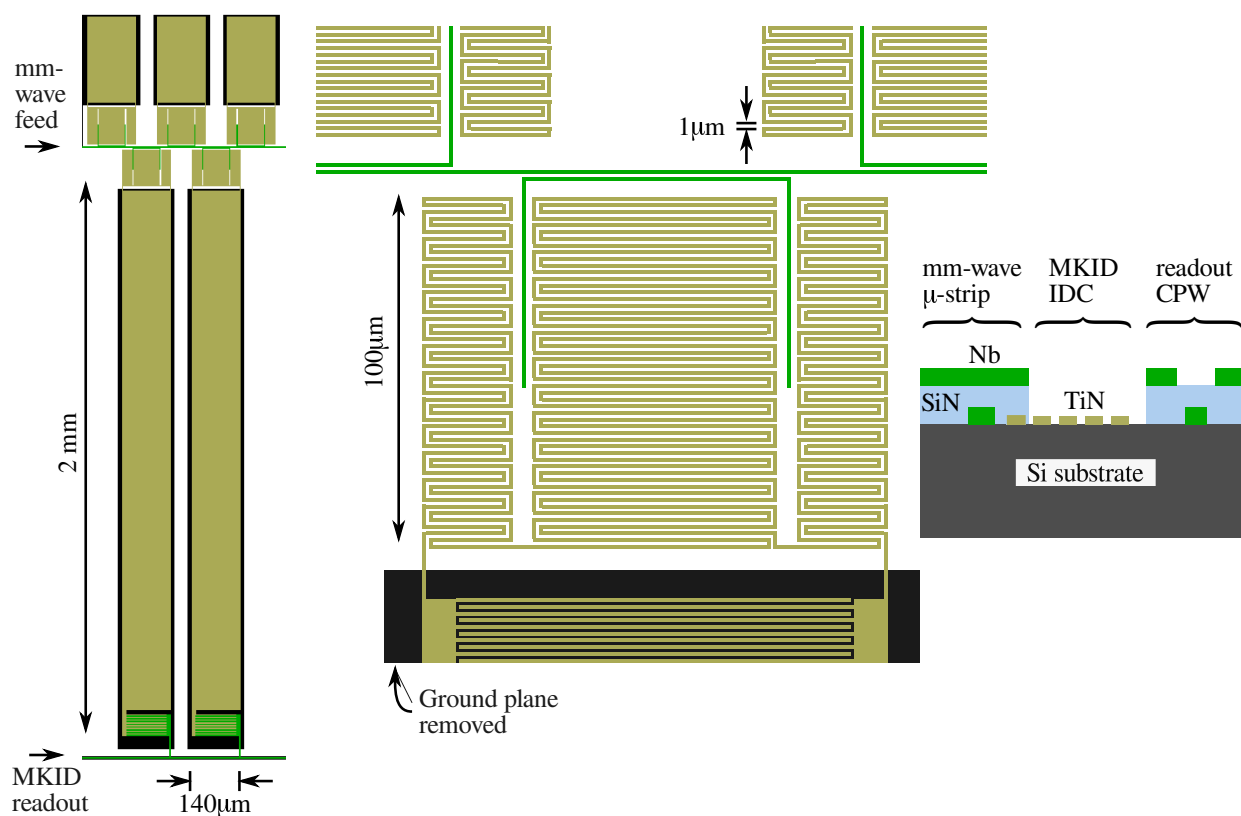 mm-
wave
feed
2 mm
MKID
readout
140μm
1μm
100μm
Ground plane
removed
mm-wave
μ-strip
MKID
IDC
readout
CPW
Nb
SiN
TiN
Si substrate